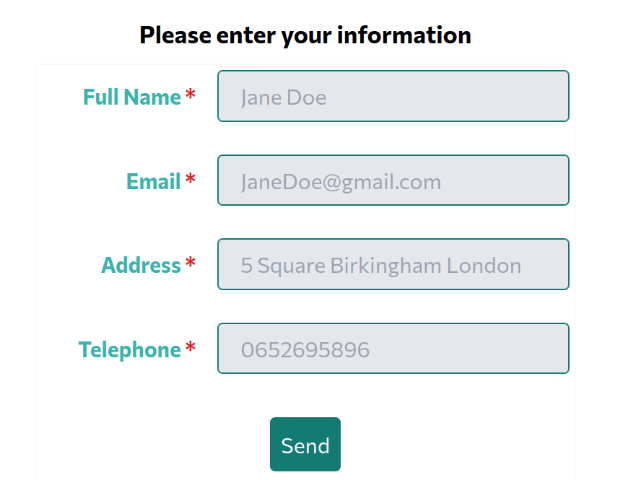 Please enter your information
Full Name * Jane Doe
Email * JaneDoe@gmail.com
Address * 5 Square Birkingham London
Telephone * 0652695896
Send